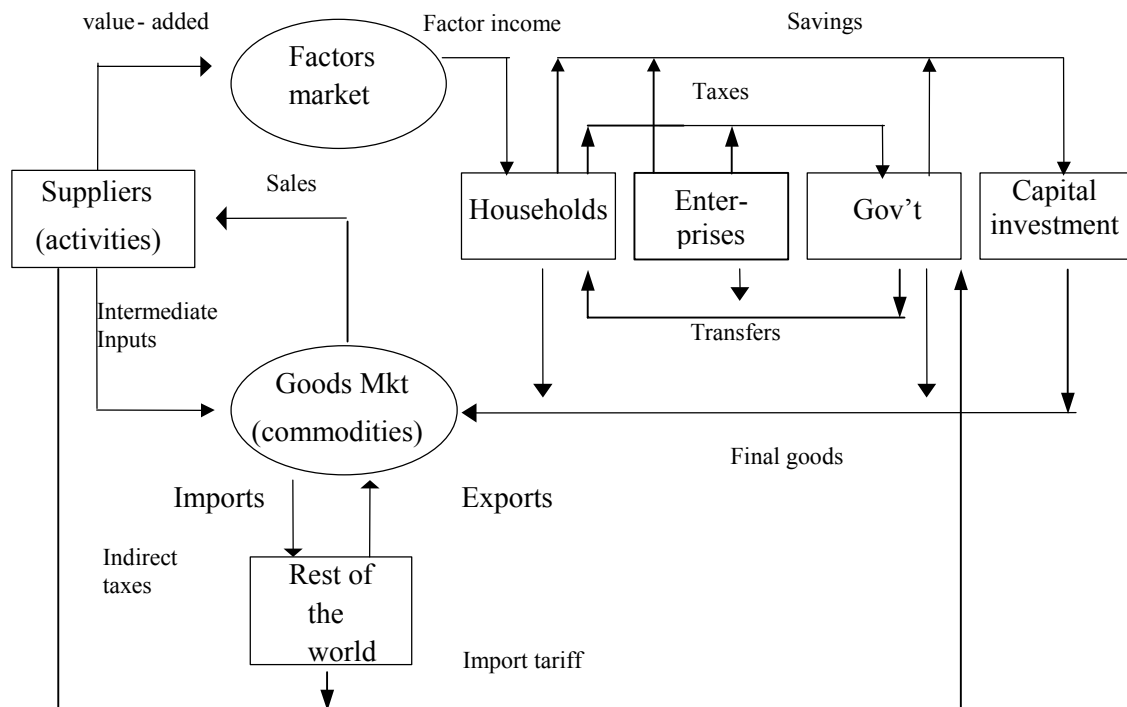 value- added
Factor income
Savings
Factors
market
Taxes
Suppliers
(activities)
Sales
Households
Enter-
prises
Gov’t
Capital
investment
Intermediate
Inputs
Transfers
Goods Mkt
(commodities)
Final goods
Imports
Exports
Indirect
taxes
Rest of
the
world
Import tariff